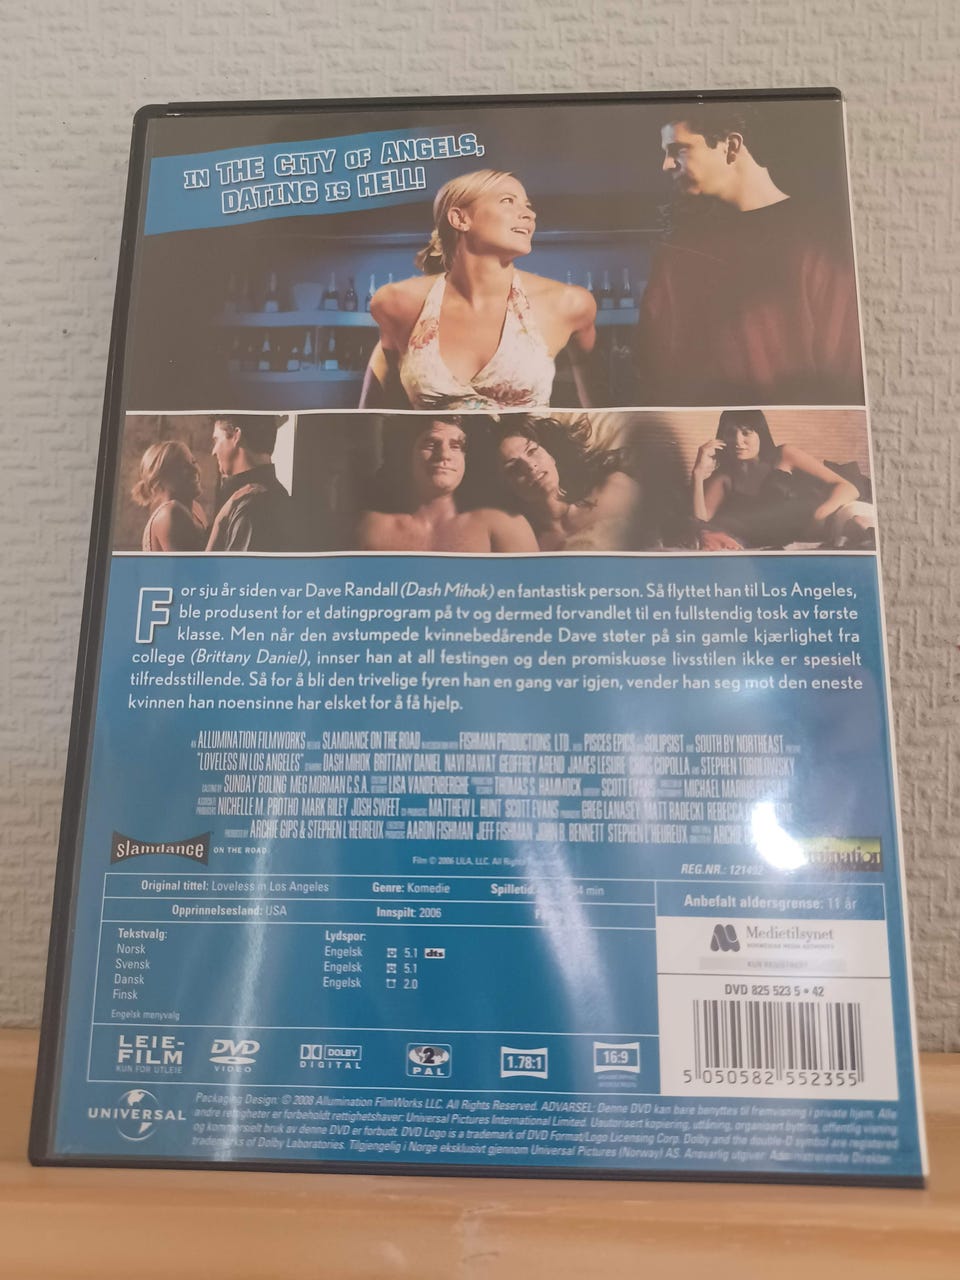 IN THE CITY OF ANGELS,
DATING IS HELL!
For sju år siden var Dave Randall (Dash Mihok) en fantastisk person. Så flyttet han til Los Angeles,
ble produsent for et datingprogram på tv og dermed forvandlet til en fullstendig tosk av første
klasse. Men når den avstumpede kvinnebedårende Dave støter på sin gamle kjærlighet fra
college (Brittany Daniel), innser han at all festingen og den promiskuøse livsstilen ikke er spesielt
tilfredsstillende. Så for å bli den trivelige fyren han en gang var igjen, vender han seg mot den eneste
kvinnen han noensinne har elsket for å få hjelp.
ALLUMINATION FILMWORKS SLAMDANCE ON THE ROAD FISHMAN PRODUCTIONS, LTD. PISCES EPICS SOLIPSIST SOUTH BY NORTHEAST
"LOVELESS IN LOS ANGELES" DASH MIHOK BRITTANY DANIEL NAVI RAWAT GEOFFREY AREND JAMES LESURE CHRIS COPPOLA AND STEPHEN TOBOLOWSKY
SUNDAY BOLING MEG MORMAN C.S.A. LISA VANDENBERGHE THOMAS S. HAMMOCK SCOTT MICHAEL MARIUS
NICHELLE M. PROTHO MARK RILEY JOSH SWEET MATTHEW L. HUNT SCOTT EVANS GREG LANASEY MATT RADECKI REBECCA
PRODUCED BY ARCHIE GIPS & STEPHEN L'HEUREUX AARON FISHMAN JEFF FISHMAN JOHN D. BENNETT STEPHEN L'HEUREUX ARCHIE
slamdance ON THE ROAD
Film © 2006 LILA, LLC. All
REG.NR.:
Original tittel: Loveless in Los Angeles Genre: Komedie Spilletid: min
Opprinnelsesland: USA Innspilt: 2006
Anbefalt aldersgrense: 11 år
Medietilsynet
NORWEGIAN MEDIA AUTHORITY
KUN REGISTRERT
Tekstvalg:
Norsk
Svensk
Dansk
Finsk
Engelsk menyvalg
Lydspor:
Engelsk 5.1 dts
Engelsk 5.1
Engelsk 2.0
DVD 825 523 5 • 42
5 050582 552355
LEIE-
FILM
KUN FOR UTLEIE
DVD
VIDEO
DOLBY
DIGITAL
2
PAL
1.78:1
16:9
UNIVERSAL
Packaging Design: © 2008 Allumination FilmWorks LLC. All Rights Reserved. ADVARSEL: Denne DVD kan bare benyttes til fremvisning i private hjem. Alle
andre rettigheter er forbeholdt rettighetshaver: Universal Pictures International Limited. Uautorisert kopiering, utlåning, organisert bytting, offentlig visning
og kommersielt bruk av denne DVD er forbudt. DVD Logo is a trademark of DVD Format/Logo Licensing Corp. Dolby and the double-D symbol are registered
trademarks of Dolby Laboratories. Tilgjengelig i Norge eksklusivt gjennom Universal Pictures (Norway) AS. Ansvarlig utgiver: Administrerende Direktør.